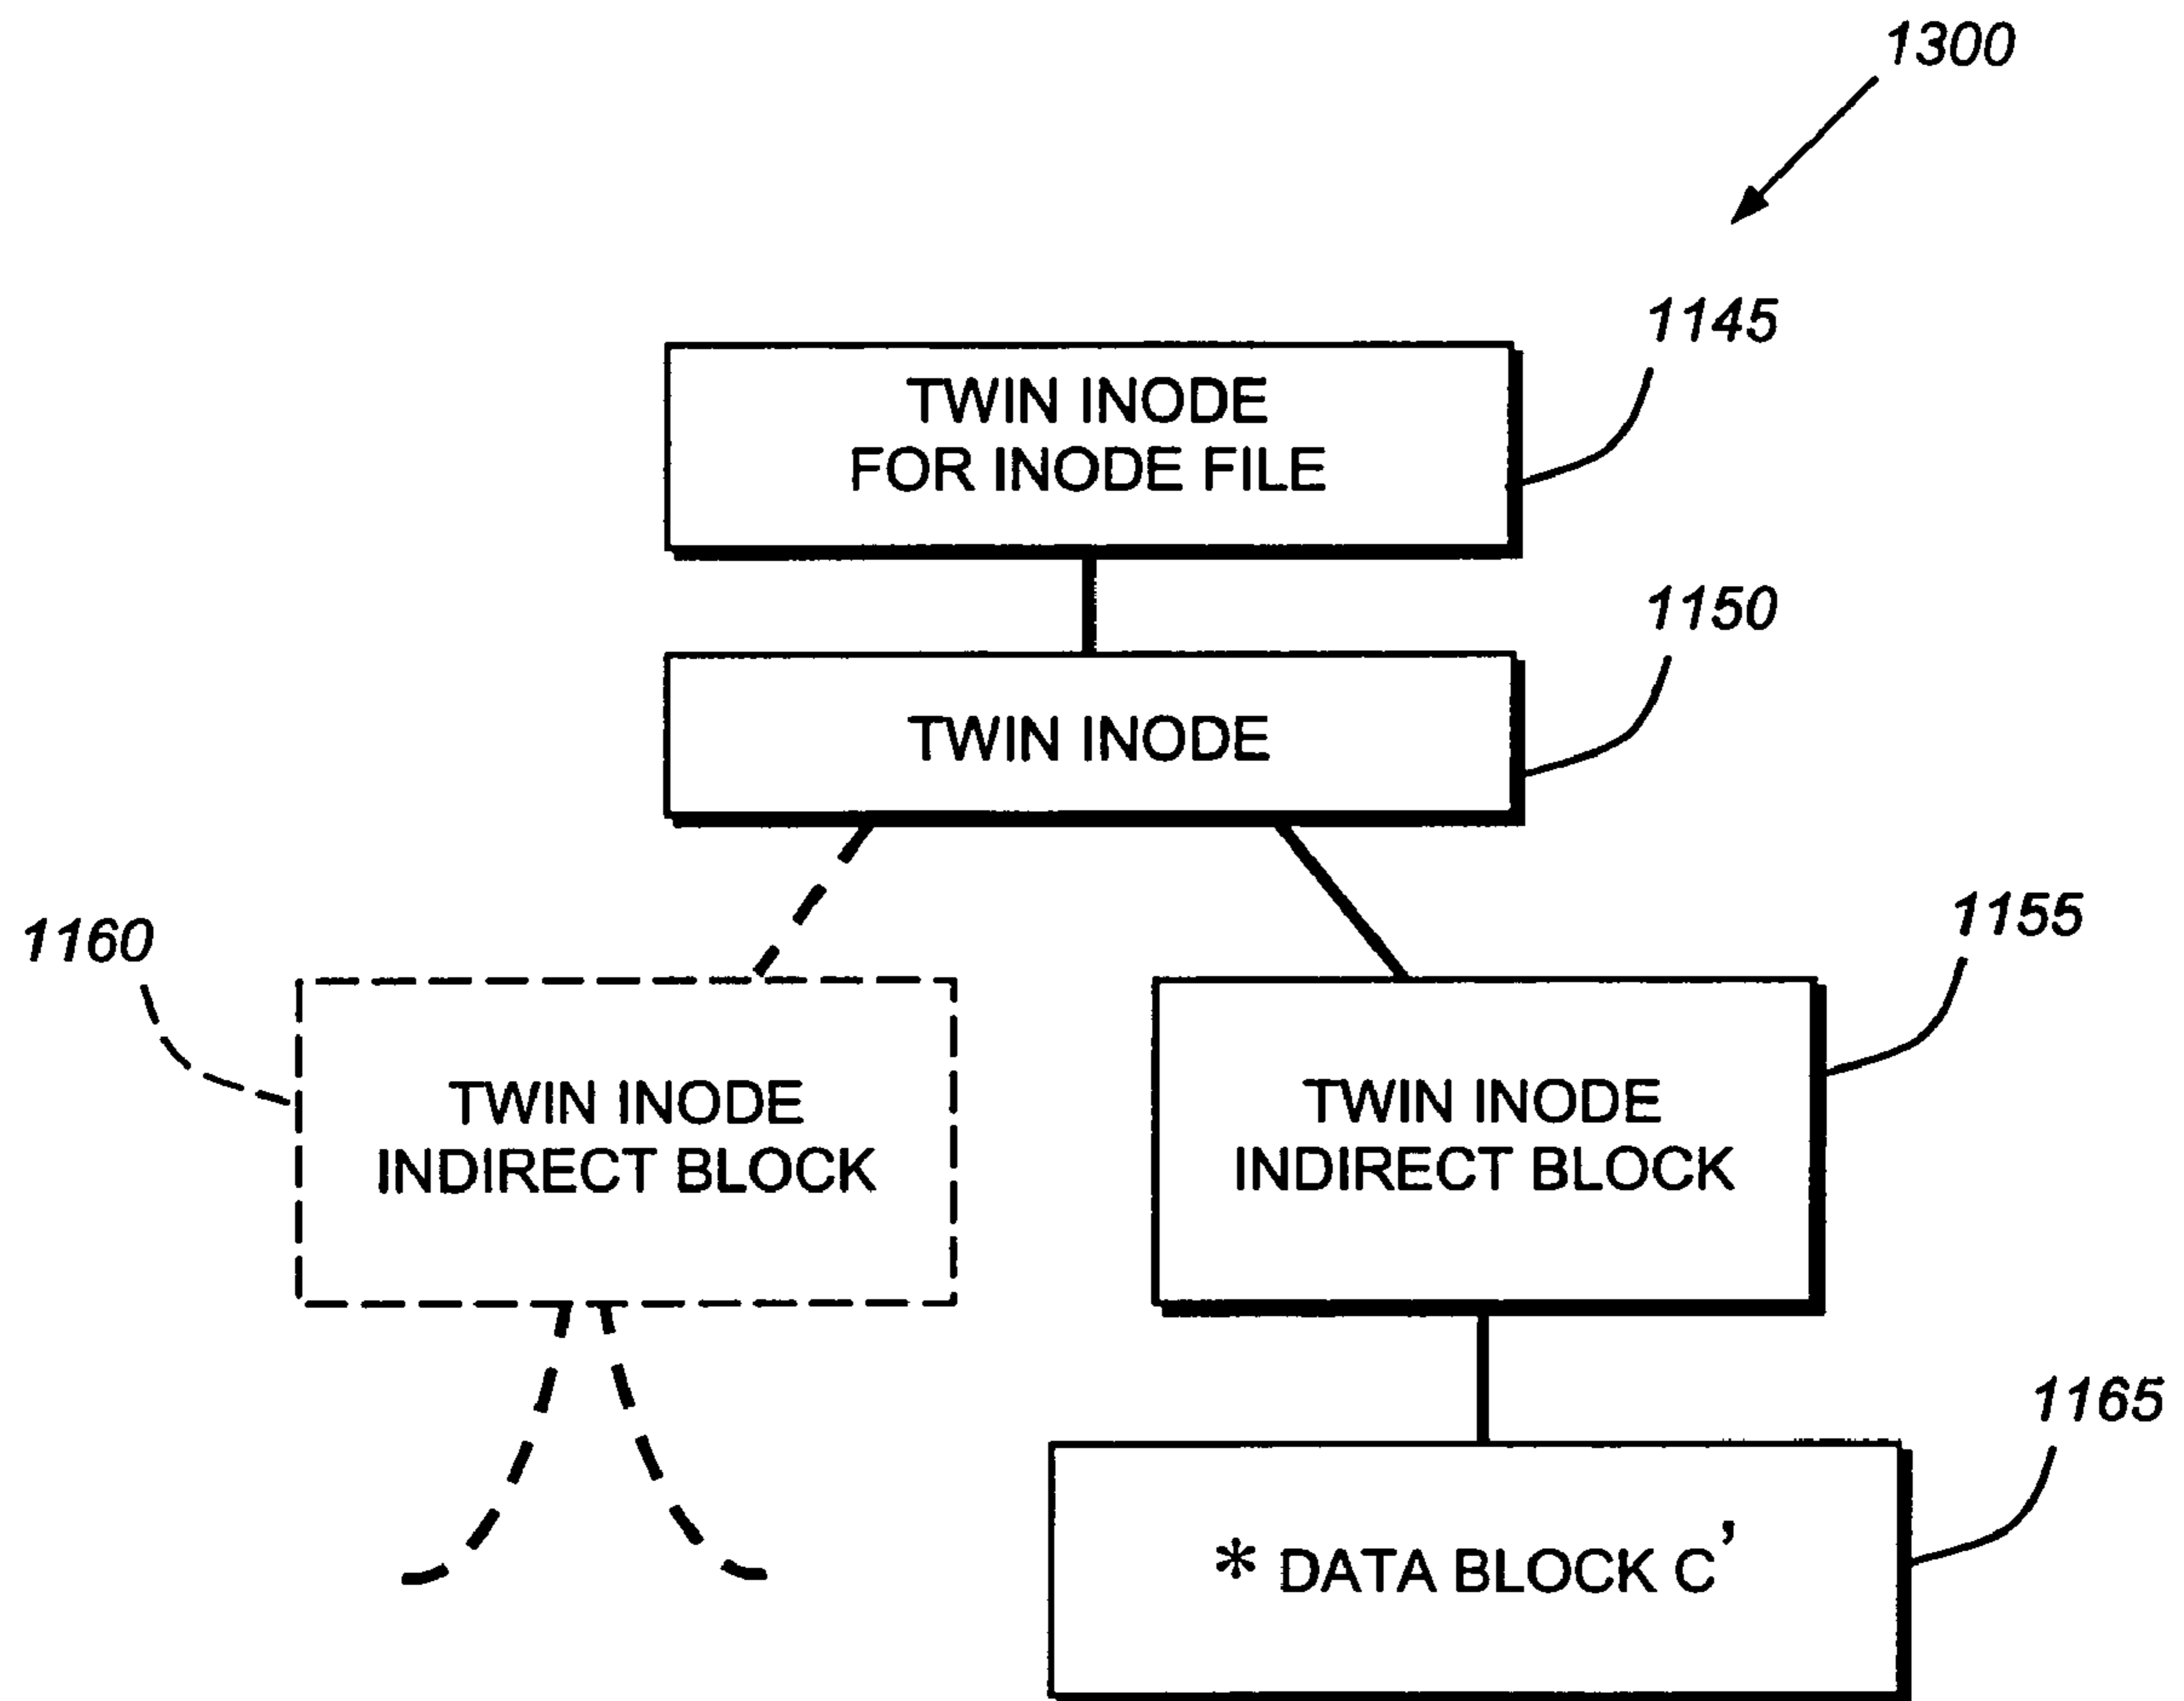 1300
1145
TWIN INODE
FOR INODE FILE
1150
TWIN INODE
1160
1155
TWIN INODE
INDIRECT BLOCK
TWIN INODE
INDIRECT BLOCK
1165
* DATA BLOCK C'